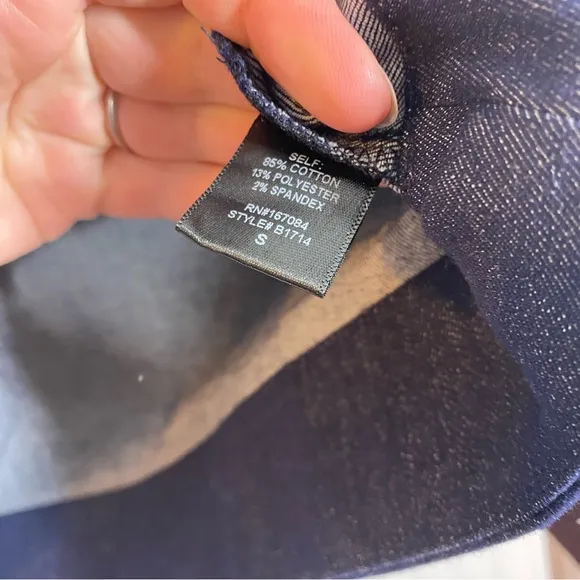 SELF:
85% COTTON
13% POLYESTER
2% SPANDEX
RN#167084
STYLE# B1714
S